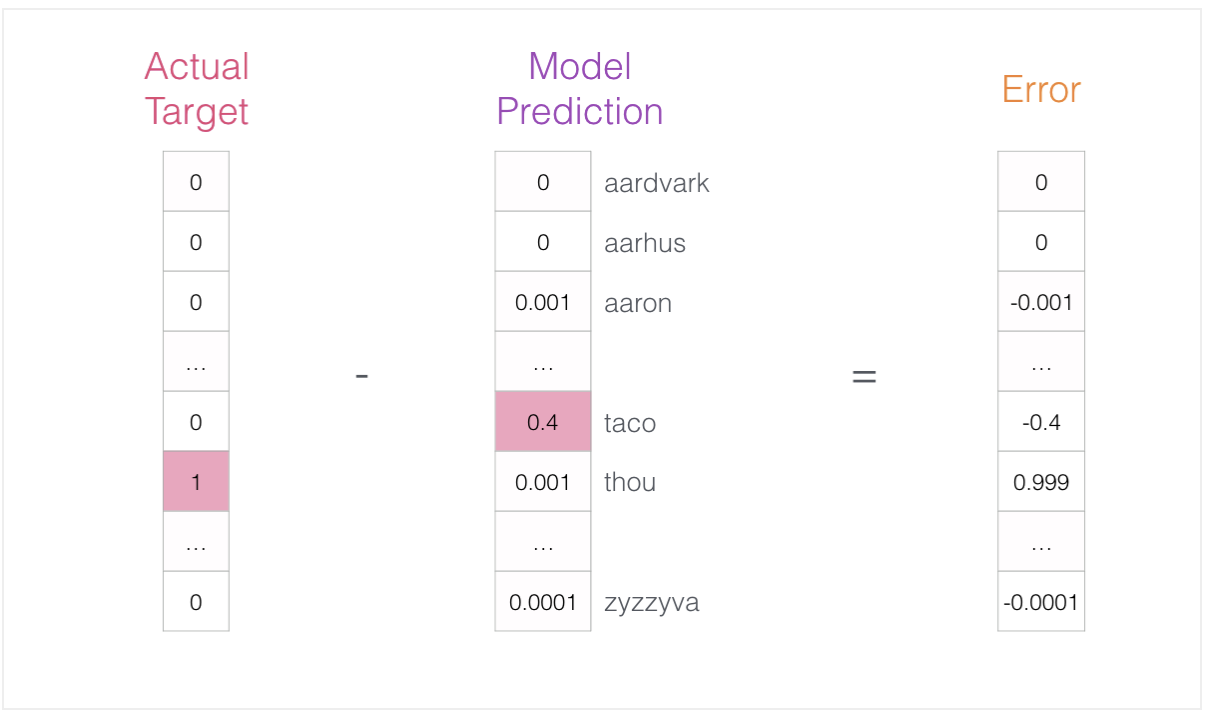 Actual
Target
Model
Prediction
Error
0 0 aardvark 0
0 0 aarhus 0
0 0.001 aaron -0.001
... ... ...
- =
0 0.4 taco -0.4
1 0.001 thou 0.999
... ... ...
0 0.0001 zyzzyva -0.0001